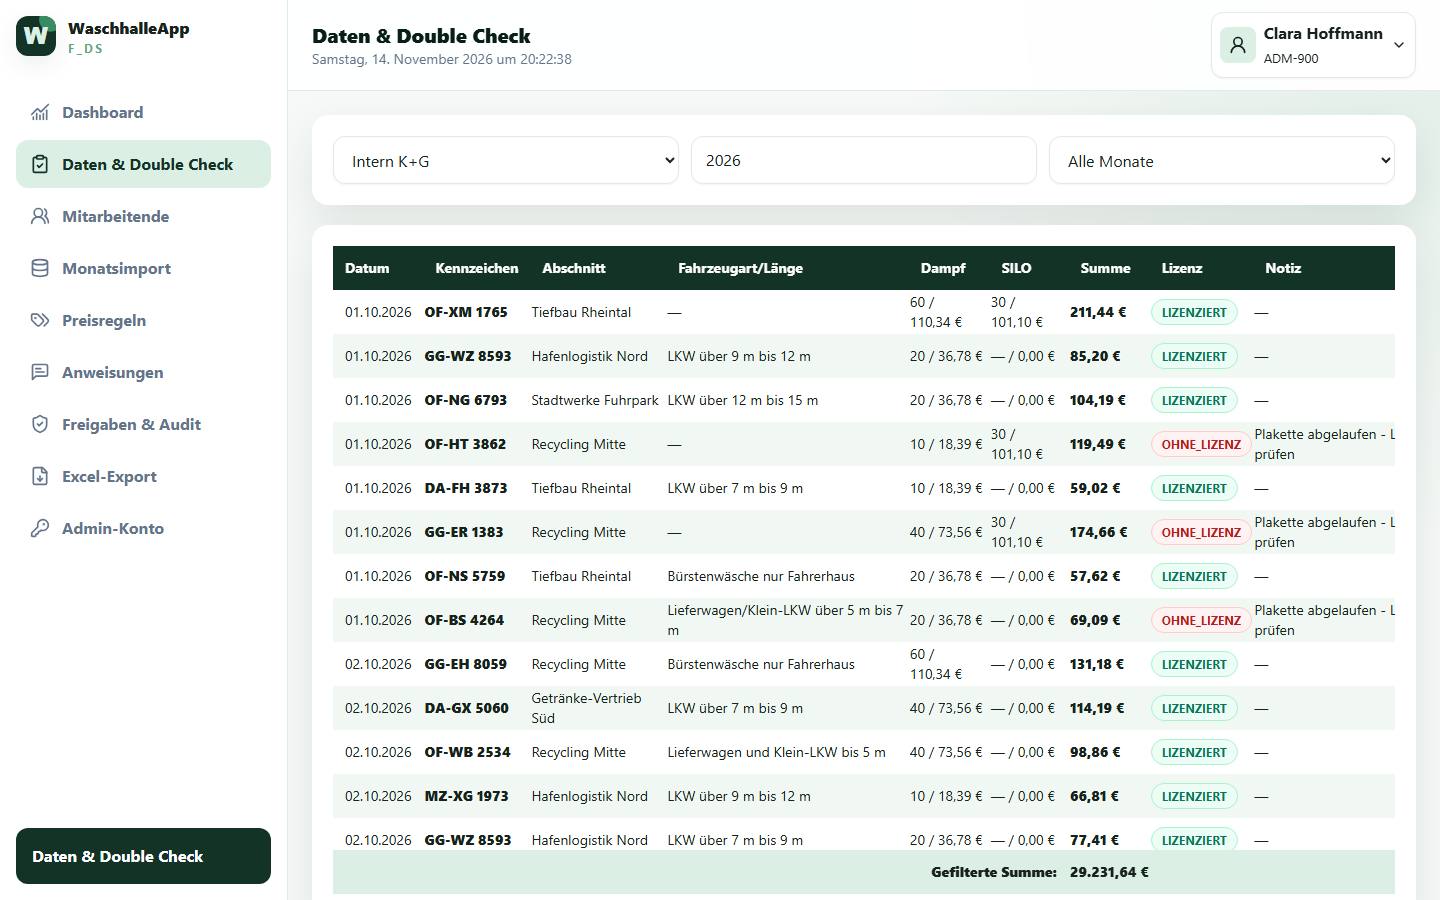 WaschhalleApp
F_DS
Dashboard
Daten & Double Check
Mitarbeitende
Monatsimport
Preisregeln
Anweisungen
Freigaben & Audit
Excel-Export
Admin-Konto
Daten & Double Check
Daten & Double Check
Samstag, 14. November 2026 um 20:22:38
Clara Hoffmann
ADM-900
Intern K+G 2026 Alle Monate
Datum Kennzeichen Abschnitt Fahrzeugart/Länge Dampf SILO Summe Lizenz Notiz
01.10.2026 OF-XM 1765 Tiefbau Rheintal — 60 / 110,34 € 30 / 101,10 € 211,44 € LIZENZIERT —
01.10.2026 GG-WZ 8593 Hafenlogistik Nord LKW über 9 m bis 12 m 20 / 36,78 € — / 0,00 € 85,20 € LIZENZIERT —
01.10.2026 OF-NG 6793 Stadtwerke Fuhrpark LKW über 12 m bis 15 m 20 / 36,78 € — / 0,00 € 104,19 € LIZENZIERT —
01.10.2026 OF-HT 3862 Recycling Mitte — 10 / 18,39 € 30 / 101,10 € 119,49 € OHNE_LIZENZ Plakette abgelaufen - L prüfen
01.10.2026 DA-FH 3873 Tiefbau Rheintal LKW über 7 m bis 9 m 10 / 18,39 € — / 0,00 € 59,02 € LIZENZIERT —
01.10.2026 GG-ER 1383 Recycling Mitte — 40 / 73,56 € 30 / 101,10 € 174,66 € OHNE_LIZENZ Plakette abgelaufen - L prüfen
01.10.2026 OF-NS 5759 Tiefbau Rheintal Bürstenwäsche nur Fahrerhaus 20 / 36,78 € — / 0,00 € 57,62 € LIZENZIERT —
01.10.2026 OF-BS 4264 Recycling Mitte Lieferwagen/Klein-LKW über 5 m bis 7 m 20 / 36,78 € — / 0,00 € 69,09 € OHNE_LIZENZ Plakette abgelaufen - L prüfen
02.10.2026 GG-EH 8059 Recycling Mitte Bürstenwäsche nur Fahrerhaus 60 / 110,34 € — / 0,00 € 131,18 € LIZENZIERT —
02.10.2026 DA-GX 5060 Getränke-Vertrieb Süd LKW über 7 m bis 9 m 40 / 73,56 € — / 0,00 € 114,19 € LIZENZIERT —
02.10.2026 OF-WB 2534 Recycling Mitte Lieferwagen und Klein-LKW bis 5 m 40 / 73,56 € — / 0,00 € 98,86 € LIZENZIERT —
02.10.2026 MZ-XG 1973 Hafenlogistik Nord LKW über 9 m bis 12 m 10 / 18,39 € — / 0,00 € 66,81 € LIZENZIERT —
02.10.2026 GG-WZ 8593 Hafenlogistik Nord LKW über 7 m bis 9 m 20 / 36,78 € — / 0,00 € 77,41 € LIZENZIERT —
Gefilterte Summe: 29.231,64 €